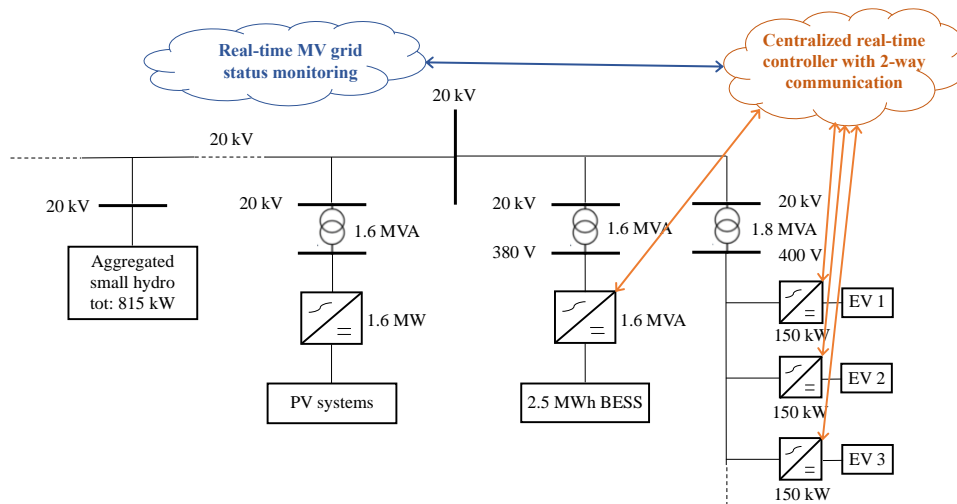 Real-time MV grid
status monitoring
Centralized real-time
controller with 2-way
communication
20 kV
20 kV
20 kV
20 kV
20 kV
20 kV
1.6 MVA
1.6 MVA
1.8 MVA
380 V
400 V
Aggregated
small hydro
tot: 815 kW
1.6 MW
1.6 MVA
EV 1
150 kW
EV 2
150 kW
EV 3
150 kW
PV systems
2.5 MWh BESS